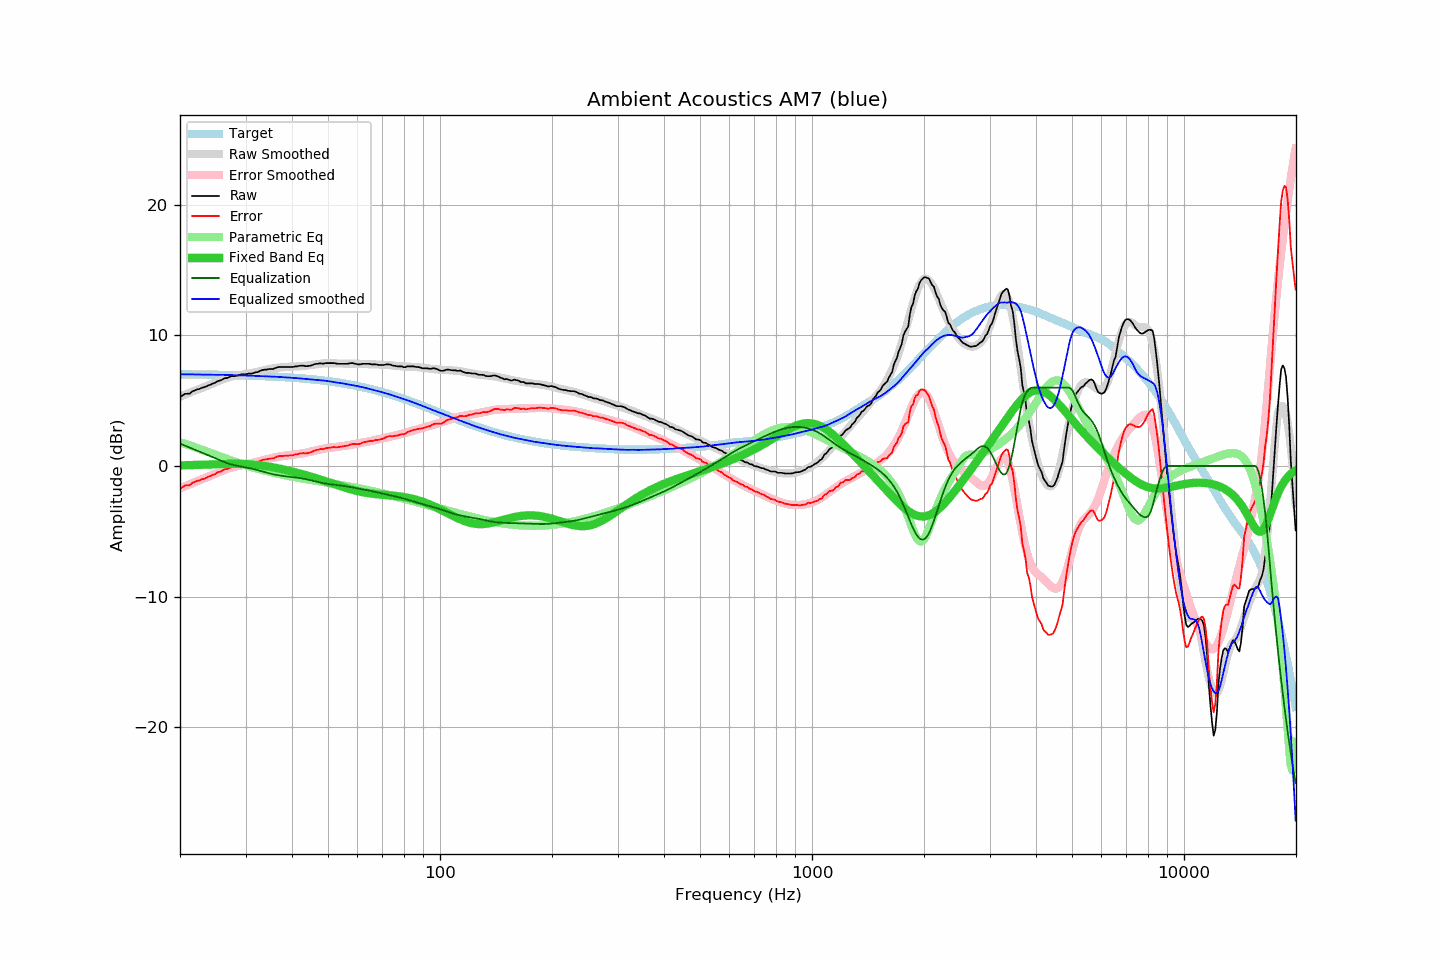 Ambient Acoustics AM7 (blue)
Target
Raw Smoothed
Error Smoothed
Raw
Error
Parametric Eq
Fixed Band Eq
Equalization
Equalized smoothed
20
10
0
−10
−20
Amplitude (dBr)
100
1000
10000
Frequency (Hz)